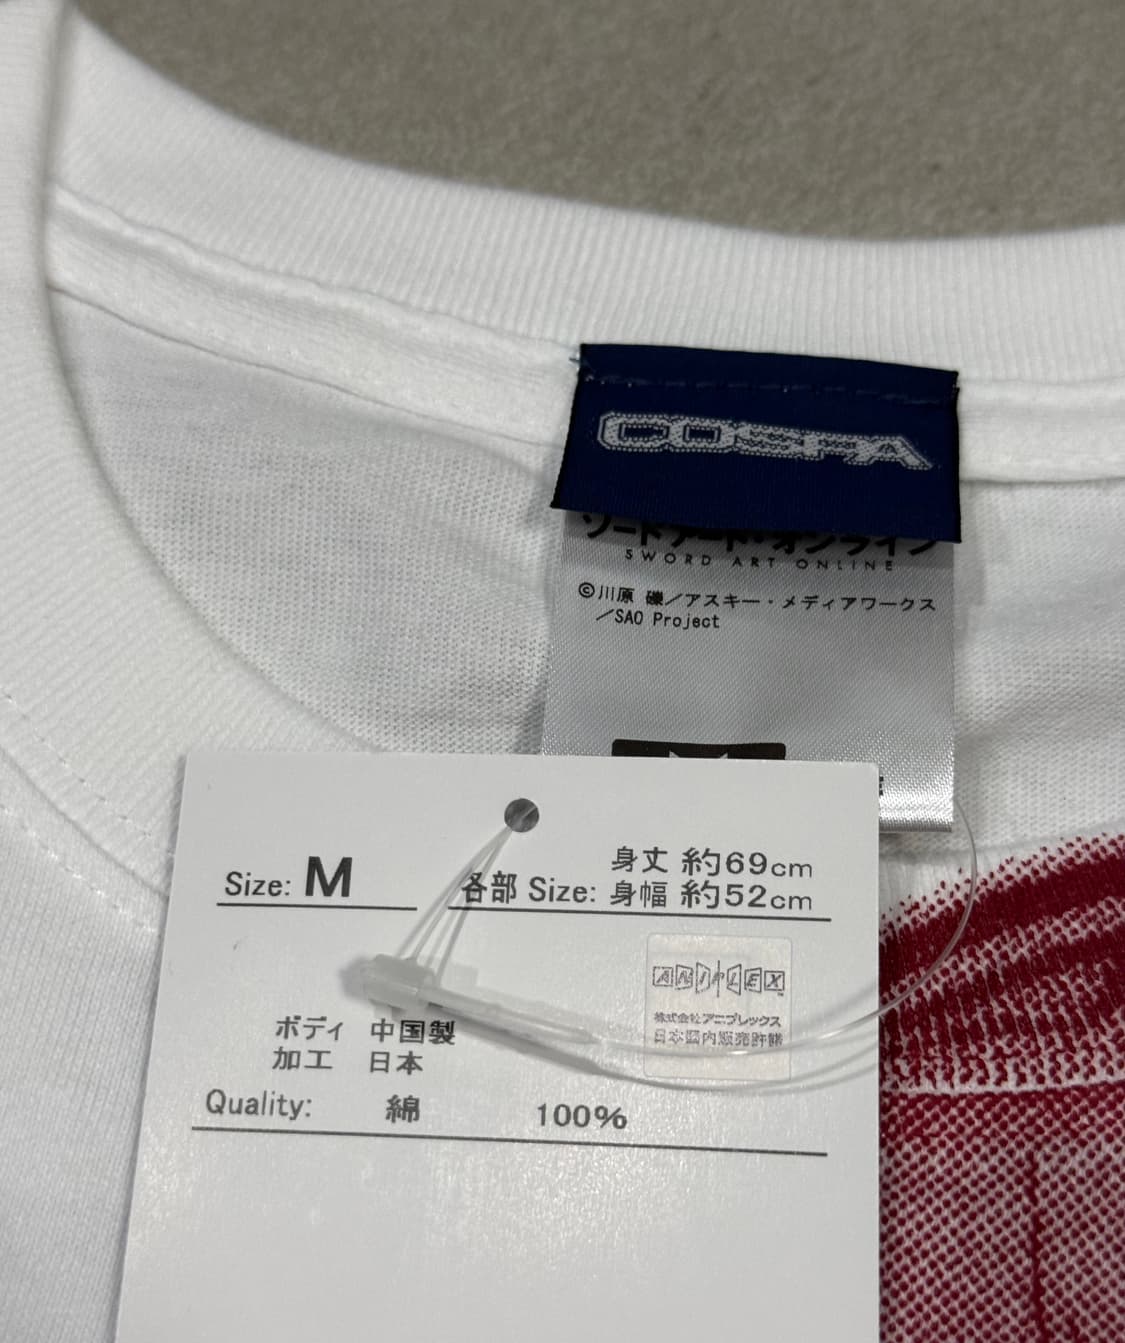 COSPA
ソードアート・オンライン
SWORD ART ONLINE
©川原 礫／アスキー・メディアワークス
／SAO Project
Size: M
身丈 約69cm
各部 Size: 身幅 約52cm
ANIPLEX
株式会社アニプレックス
日本国内販売許諾
ボディ 中国製
加工 日本
Quality: 綿 100%